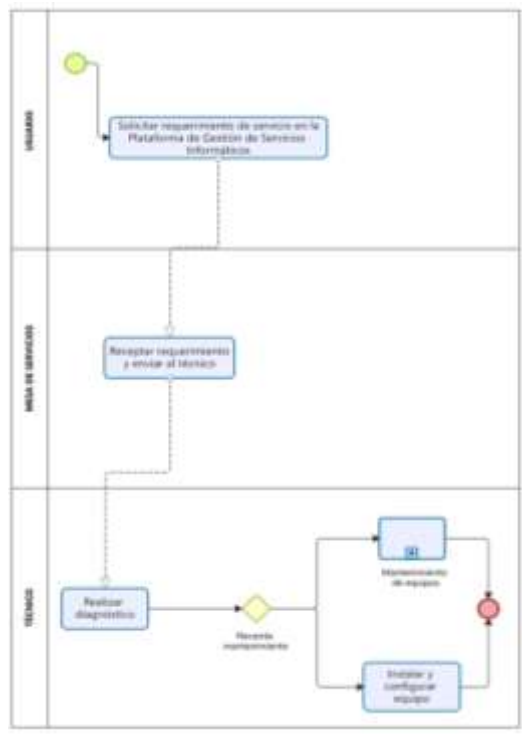 USUARIO
Solicitar requerimiento de servicio en la
Plataforma de Gestión de Servicios
Informáticos
MESA DE SERVICIOS
Receptar requerimiento
y enviar al técnico
TÉCNICO
Realizar
diagnóstico
Necesita
mantenimiento
Mantenimiento
de equipos
Instalar y
configurar
equipo